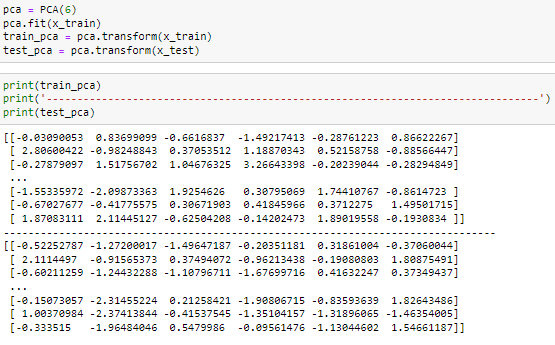 pca = PCA(6)
pca.fit(x_train)
train_pca = pca.transform(x_train)
test_pca = pca.transform(x_test)
print(train_pca)
print('------------------------------------------------------------------------------')
print(test_pca)
[[-0.03090053  0.83699099 -0.6616837  -1.49217413 -0.28761223  0.86622267]
 [ 2.80600422 -0.98248843  0.37053512  1.18870343  0.52158758 -0.88566447]
 [-0.27879097  1.51756702  1.04676325  3.26643398 -0.20239044 -0.28294849]
 ...
 [-1.55335972 -2.09873363  1.9254626   0.30795069  1.74410767 -0.8614723 ]
 [-0.67027677 -0.41775575  0.30671903  0.41845966  0.3712275   1.49501715]
 [ 1.87083111  2.11445127 -0.62504208 -0.14202473  1.89019558 -0.1930834 ]]
------------------------------------------------------------------------------
[[-0.52252787 -1.27200017 -1.49647187 -0.20351181  0.31861004 -0.37060044]
 [ 2.1114497  -0.91565373  0.37494072 -0.96213438 -0.19080803  1.80875491]
 [-0.60211259 -1.24432288 -1.10796711 -1.67699716  0.41632247  0.37349437]
 ...
 [-0.15073057 -2.31455224  0.21258421 -1.90806715 -0.83593639  1.82643486]
 [ 1.00370984 -2.37413844 -0.41537545 -1.35104157 -1.31896065 -1.46354005]
 [-0.333515   -1.96484046  0.5479986  -0.09561476 -1.13044602  1.54661187]]